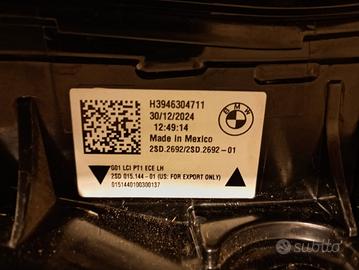 H3946304711
30/12/2024
12:49:14
Made in Mexico
2SD.2692/2SD.2692-01
BMW
G01 LCI PT1 ECE LH
2SD 015.144-01 (US: FOR EXPORT ONLY)
0151440100300137
subito